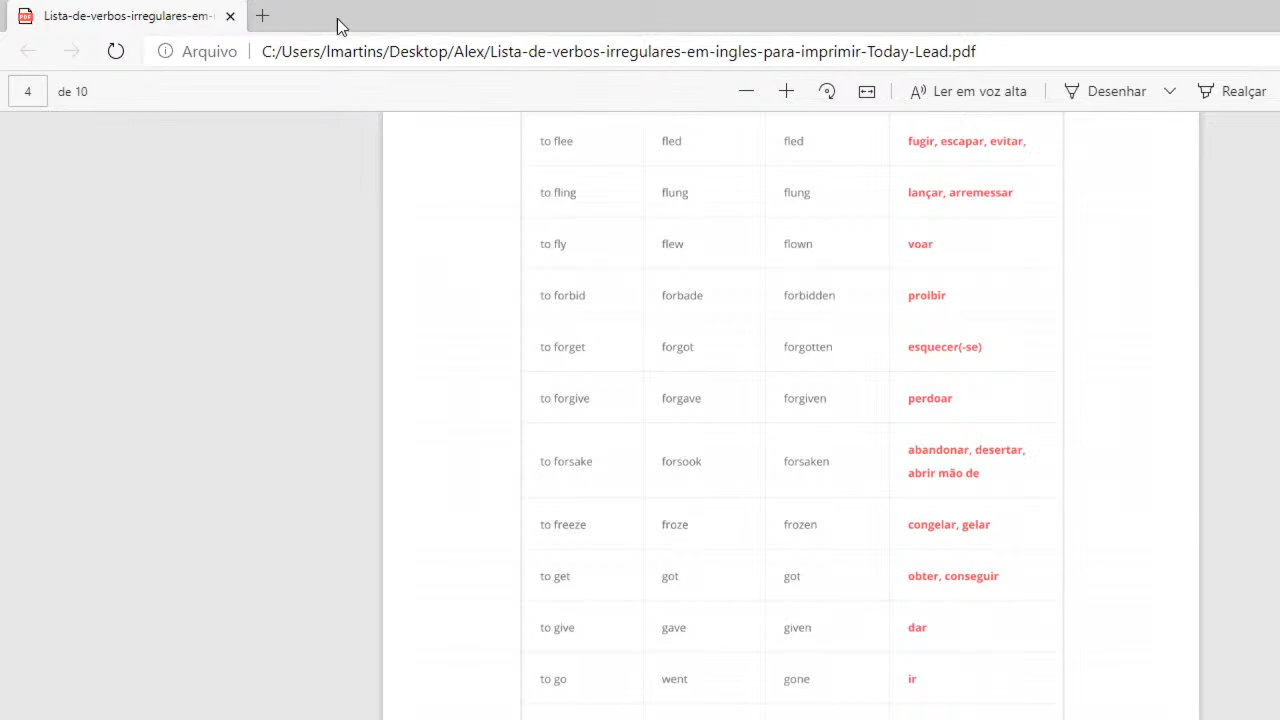 Lista-de-verbos-irregulares-em-
Arquivo C:/Users/lmartins/Desktop/Alex/Lista-de-verbos-irregulares-em-ingles-para-imprimir-Today-Lead.pdf
4 de 10 Ler em voz alta Desenhar Realçar
to flee fled fled fugir, escapar, evitar,
to fling flung flung lançar, arremessar
to fly flew flown voar
to forbid forbade forbidden proibir
to forget forgot forgotten esquecer(-se)
to forgive forgave forgiven perdoar
to forsake forsook forsaken abandonar, desertar,
abrir mão de
to freeze froze frozen congelar, gelar
to get got got obter, conseguir
to give gave given dar
to go went gone ir